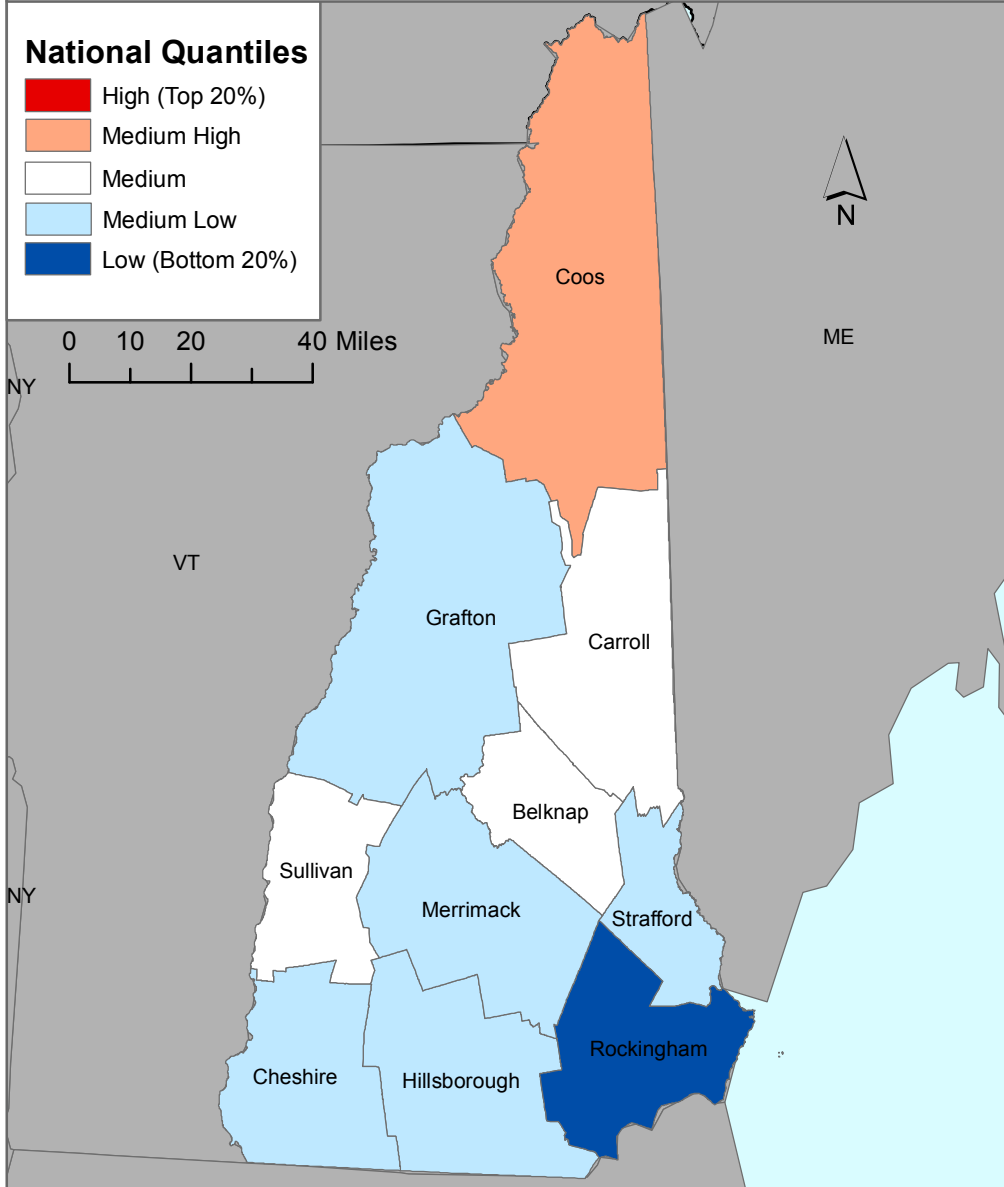 National Quantiles
High (Top 20%)
Medium High
Medium
Medium Low
Low (Bottom 20%)
0 10 20 40 Miles
N
Coos
ME
NY
VT
Grafton
Carroll
Belknap
Sullivan
NY
Merrimack
Strafford
Rockingham
Cheshire
Hillsborough